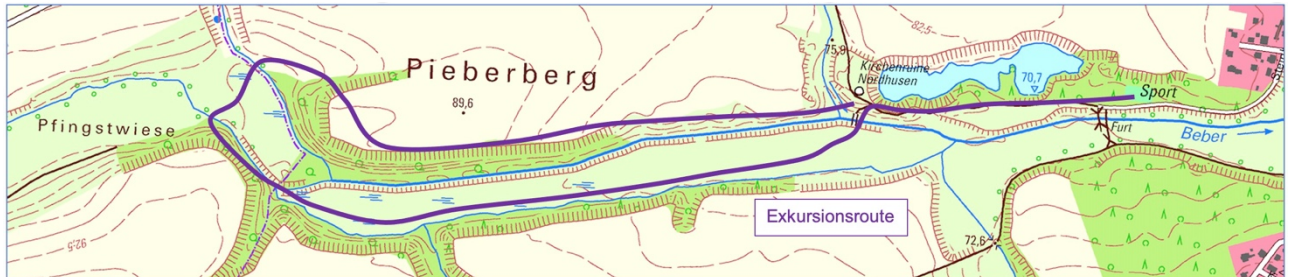 82,5
75,9
Kirchenruine
Nordhusen
Pieberberg
70,7
Sport
89,6
Pfingstwiese
Furt
Beber
Exkursionsroute
72,6
92,5